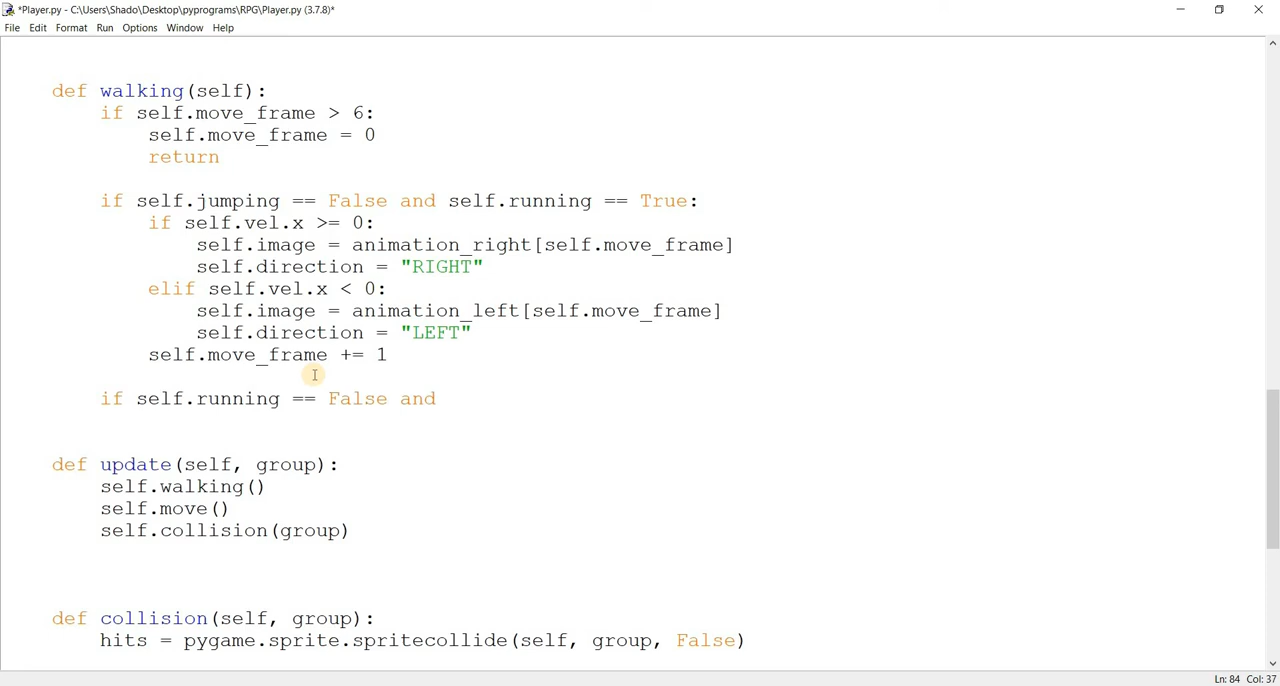 *Player.py - C:\Users\Shado\Desktop\pyprograms\RPG\Player.py (3.7.8)*
File Edit Format Run Options Window Help
def walking(self):
if self.move_frame > 6:
self.move_frame = 0
return
if self.jumping == False and self.running == True:
if self.vel.x >= 0:
self.image = animation_right[self.move_frame]
self.direction = "RIGHT"
elif self.vel.x < 0:
self.image = animation_left[self.move_frame]
self.direction = "LEFT"
self.move_frame += 1
if self.running == False and
def update(self, group):
self.walking()
self.move()
self.collision(group)
def collision(self, group):
hits = pygame.sprite.spritecollide(self, group, False)
Ln: 84 Col: 37